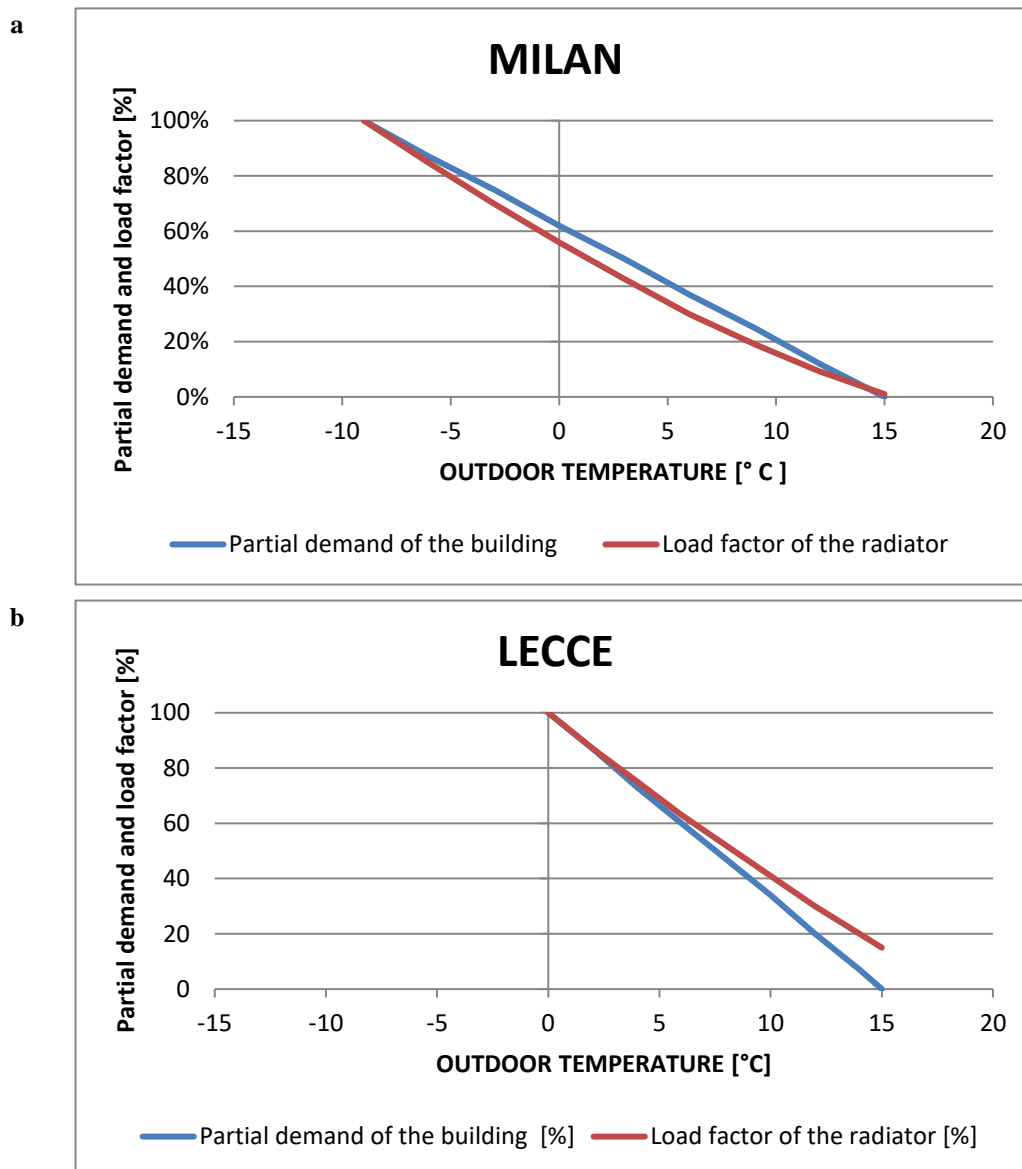 a
MILAN
Partial demand and load factor [%]
100%
80%
60%
40%
20%
0%
-15 -10 -5 0 5 10 15 20
OUTDOOR TEMPERATURE [° C ]
Partial demand of the building Load factor of the radiator
b
LECCE
Partial demand and load factor [%]
100
80
60
40
20
0
-15 -10 -5 0 5 10 15 20
OUTDOOR TEMPERATURE [°C]
Partial demand of the building [%] Load factor of the radiator [%]